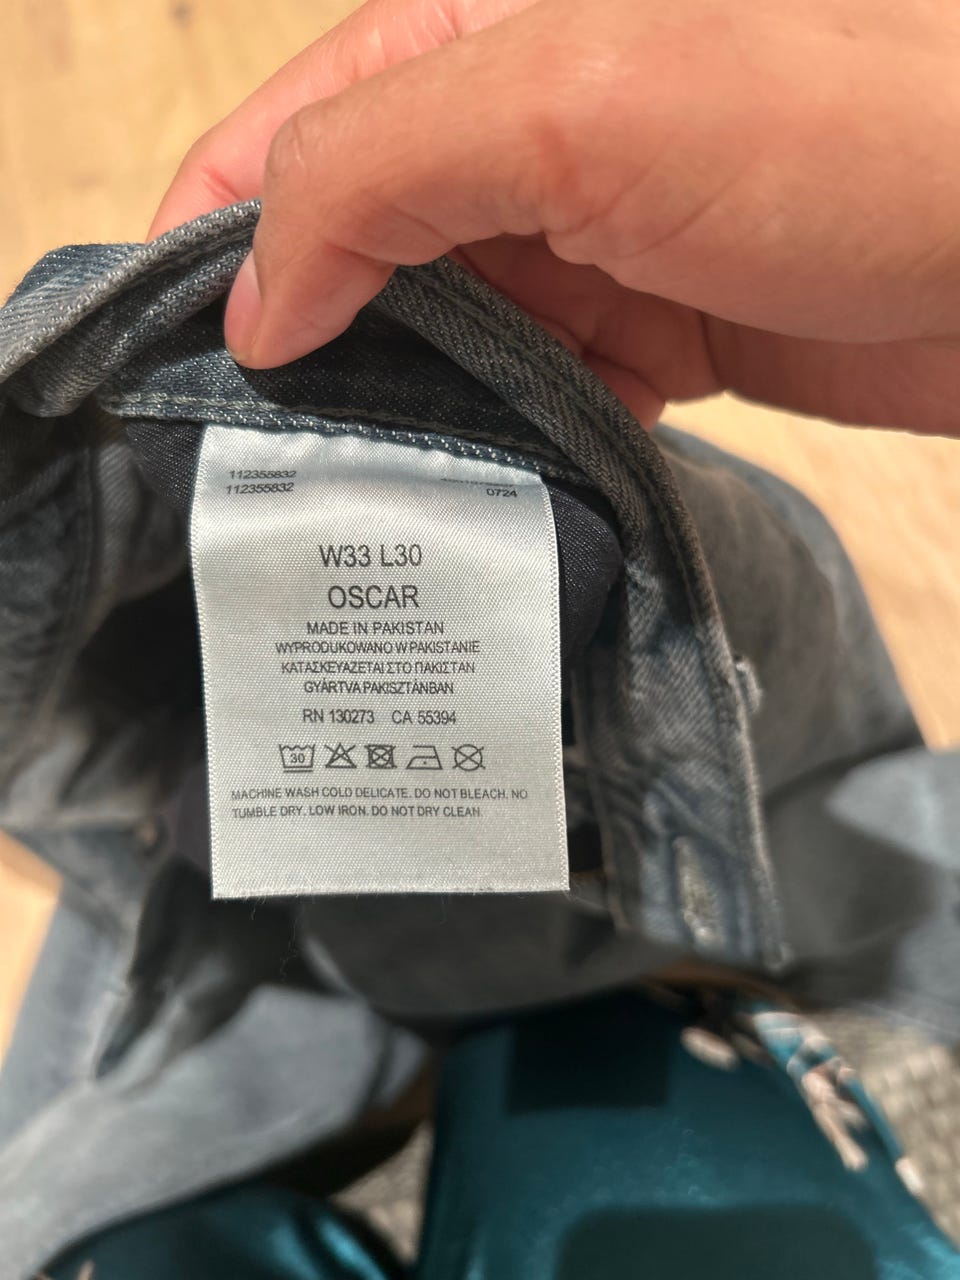 112355832
112355832
0724
W33 L30
OSCAR
MADE IN PAKISTAN
WYPRODUKOWANO W PAKISTANIE
ΚΑΤΑΣΚΕΥΑΖΕΤΑΙ ΣΤΟ ΠΑΚΙΣΤΑΝ
GYÁRTVA PAKISZTÁNBAN
RN 130273 CA 55394
30
MACHINE WASH COLD DELICATE. DO NOT BLEACH. NO
TUMBLE DRY. LOW IRON. DO NOT DRY CLEAN.